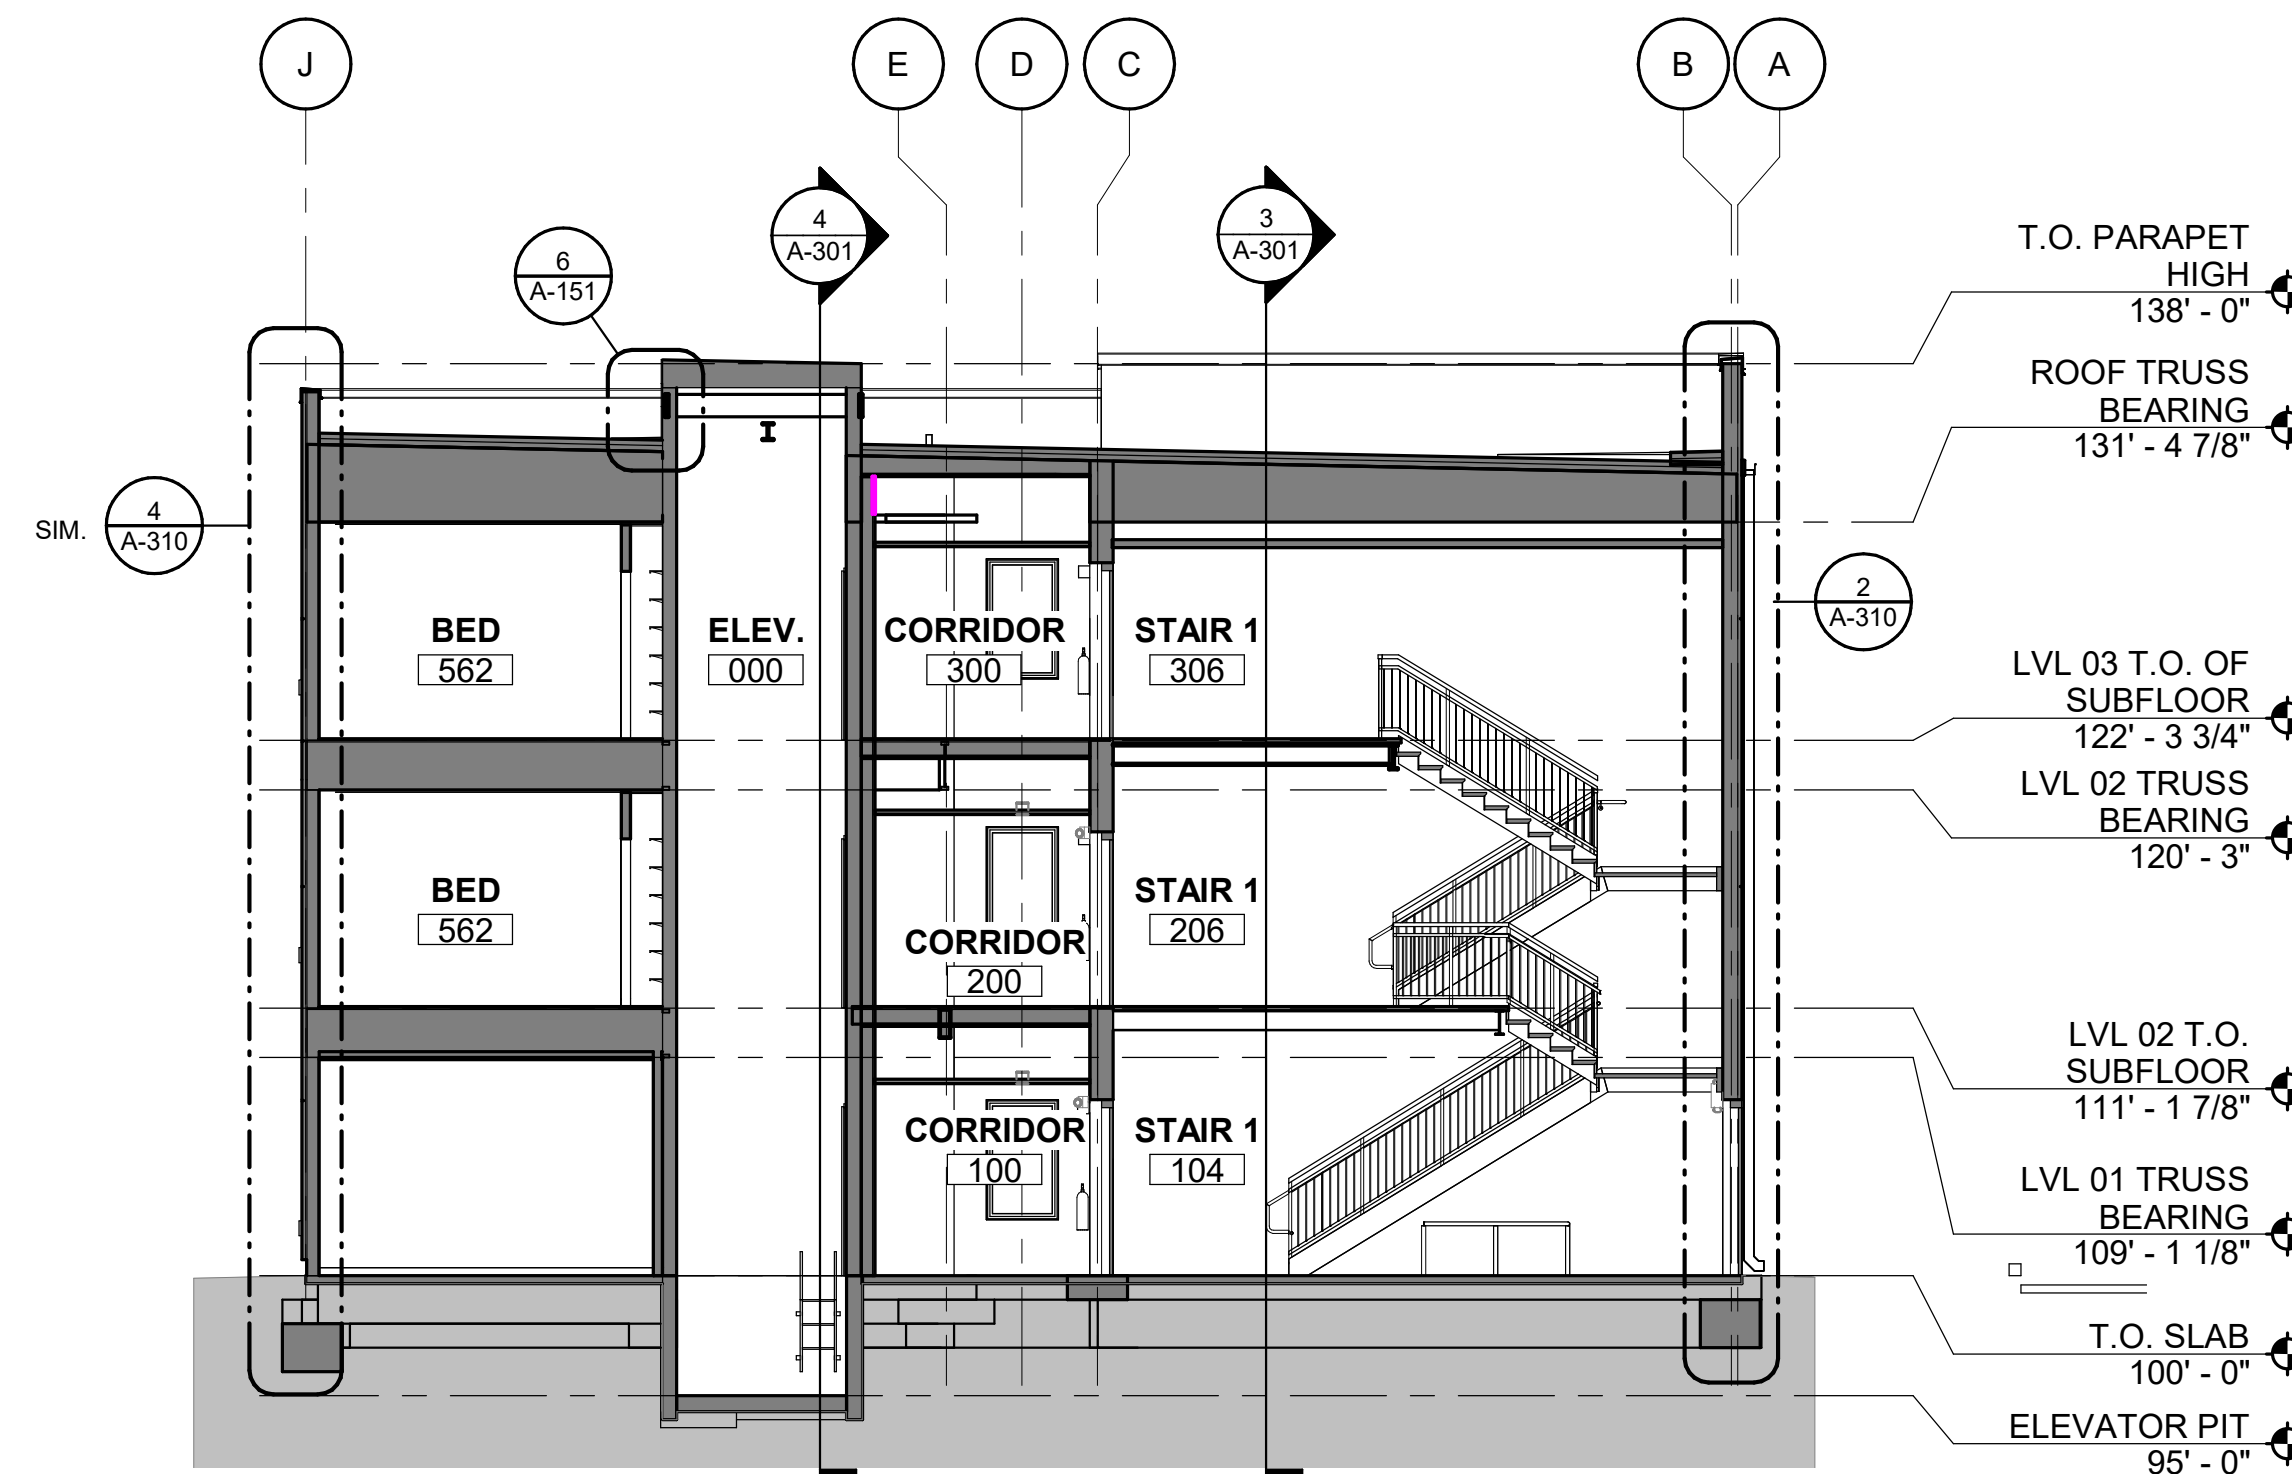 J
E
D
C
B
A
4
A-301
3
A-301
6
A-151
T.O. PARAPET
HIGH
138' - 0"
ROOF TRUSS
BEARING
131' - 4 7/8"
SIM.
4
A-310
2
A-310
BED
562
ELEV.
000
CORRIDOR
300
STAIR 1
306
LVL 03 T.O. OF
SUBFLOOR
122' - 3 3/4"
LVL 02 TRUSS
BEARING
120' - 3"
BED
562
CORRIDOR
200
STAIR 1
206
LVL 02 T.O.
SUBFLOOR
111' - 1 7/8"
CORRIDOR
100
STAIR 1
104
LVL 01 TRUSS
BEARING
109' - 1 1/8"
T.O. SLAB
100' - 0"
ELEVATOR PIT
95' - 0"